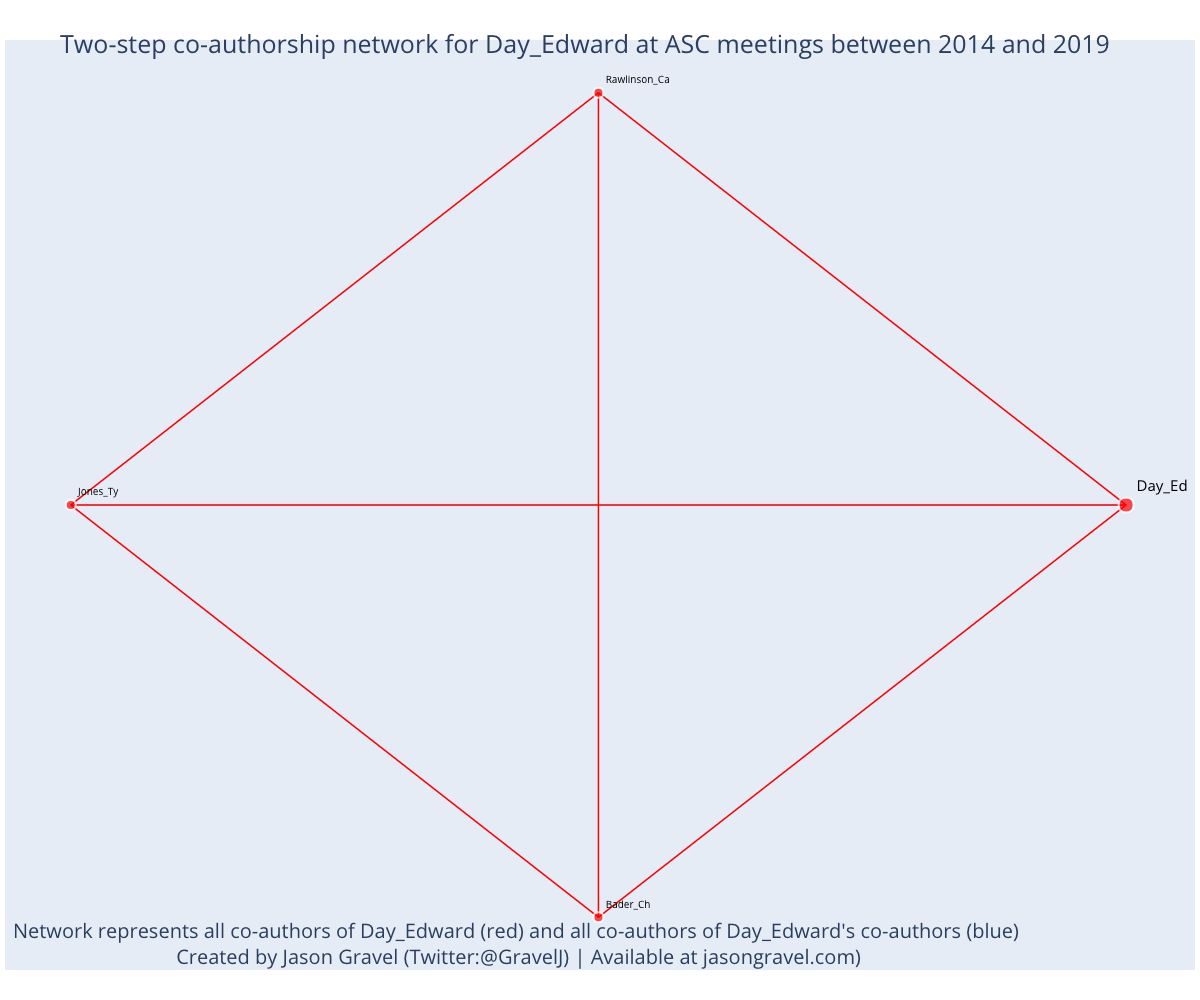 Two-step co-authorship network for Day_Edward at ASC meetings between 2014 and 2019
Rawlinson_Ca
Jones_Ty
Day_Ed
Bader_Ch
Network represents all co-authors of Day_Edward (red) and all co-authors of Day_Edward's co-authors (blue)
Created by Jason Gravel (Twitter:@GravelJ) | Available at jasongravel.com)